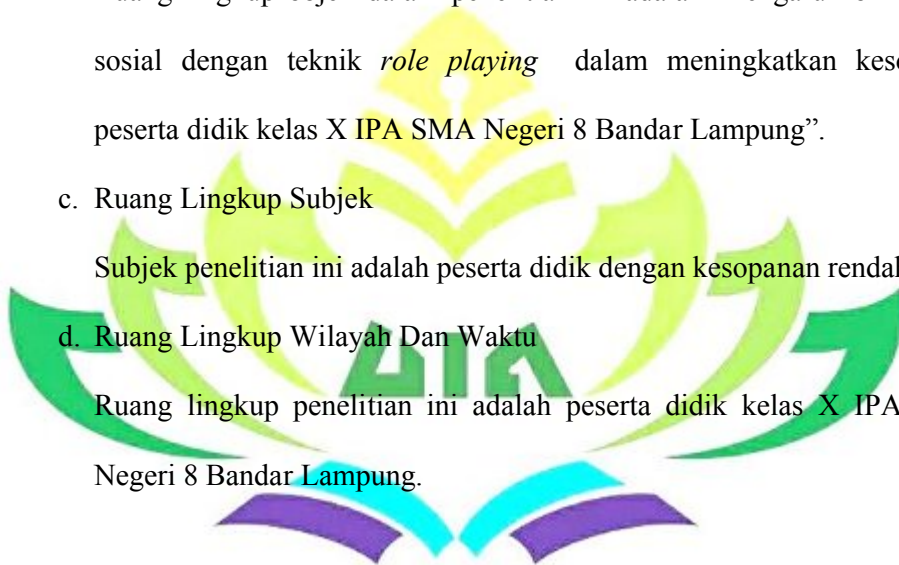 sosial dengan teknik role playing dalam meningkatkan
peserta didik kelas X IPA SMA Negeri 8 Bandar Lampung”.
c. Ruang Lingkup Subjek
Subjek penelitian ini adalah peserta didik dengan kesopanan
d. Ruang Lingkup Wilayah Dan Waktu
Ruang lingkup penelitian ini adalah peserta didik kelas X IPA
Negeri 8 Bandar Lampung.